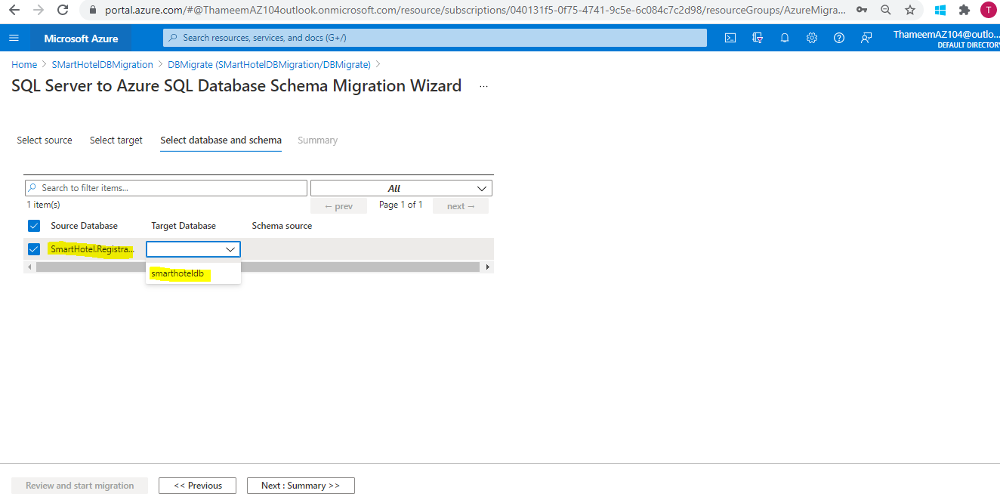 portal.azure.com/#@ThameemAZ104outlook.onmicrosoft.com/resource/subscriptions/040131f5-0f75-4741-9c5e-6c084c7c2d98/resourceGroups/AzureMigra...
T
Microsoft Azure
Search resources, services, and docs (G+/)
ThameemAZ104@outlo...
DEFAULT DIRECTORY
Home > SMartHotelDBMigration > DBMigrate (SMartHotelDBMigration/DBMigrate) >
SQL Server to Azure SQL Database Schema Migration Wizard ...
Select source Select target Select database and schema Summary
Search to filter items...
All
1 item(s)
← prev Page 1 of 1 next →
Source Database Target Database Schema source
SmartHotel.Registra...
smarthoteldb
Review and start migration << Previous Next : Summary >>